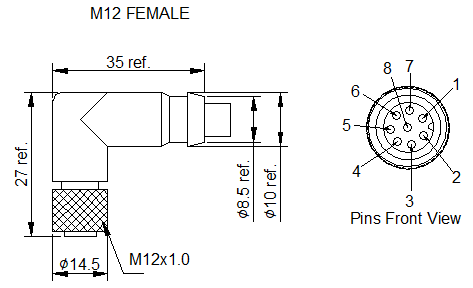 M12 FEMALE
35 ref.
27 ref.
ϕ8.5 ref.
ϕ10 ref.
ϕ14.5
M12x1.0
7
8
1
6
5
4
2
3
Pins Front View